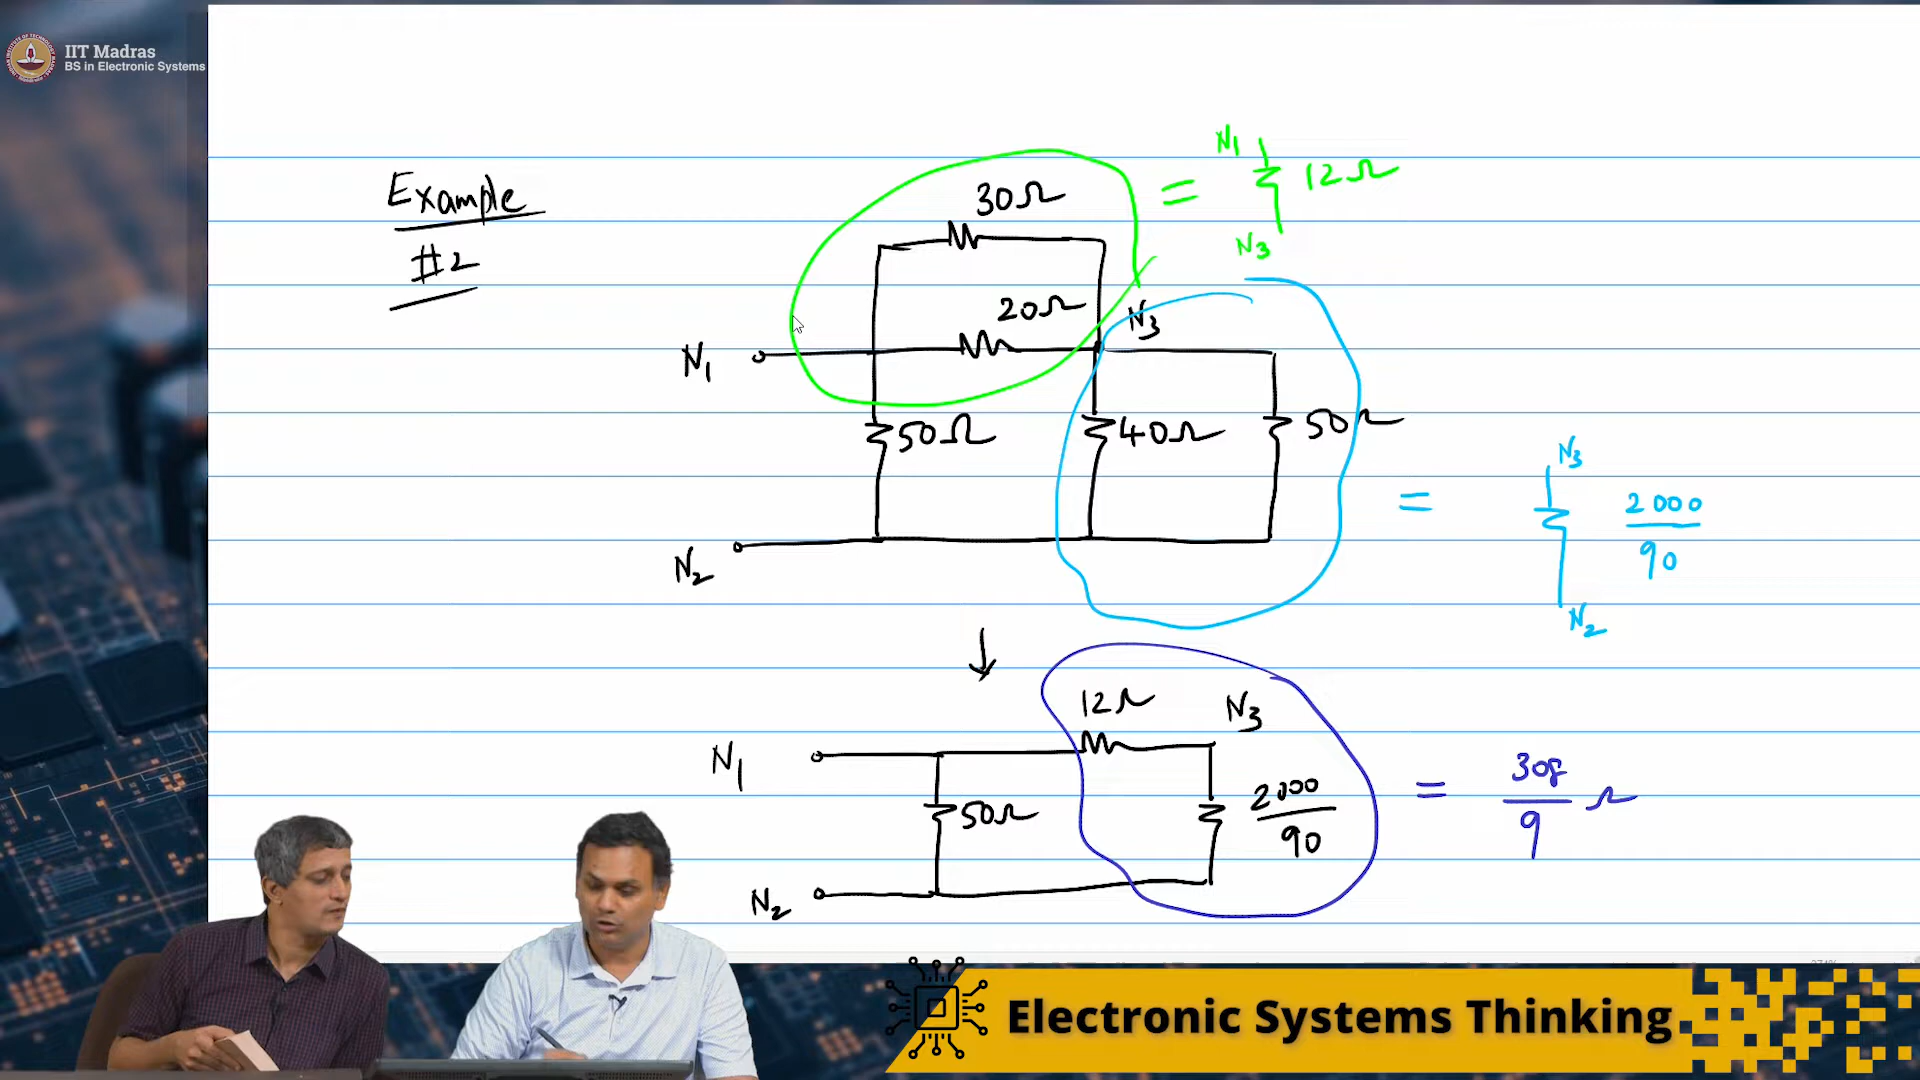 IIT Madras
BS in Electronic Systems
Example
#2
30Ω
= N₁ 12Ω
N₃
20Ω
N₃
N₁
50Ω
40Ω
50Ω
N₂
= N₃ 2000/90
N₂
↓
12Ω
N₃
N₁
50Ω
2000/90
= 308/9 Ω
N₂
Electronic Systems Thinking